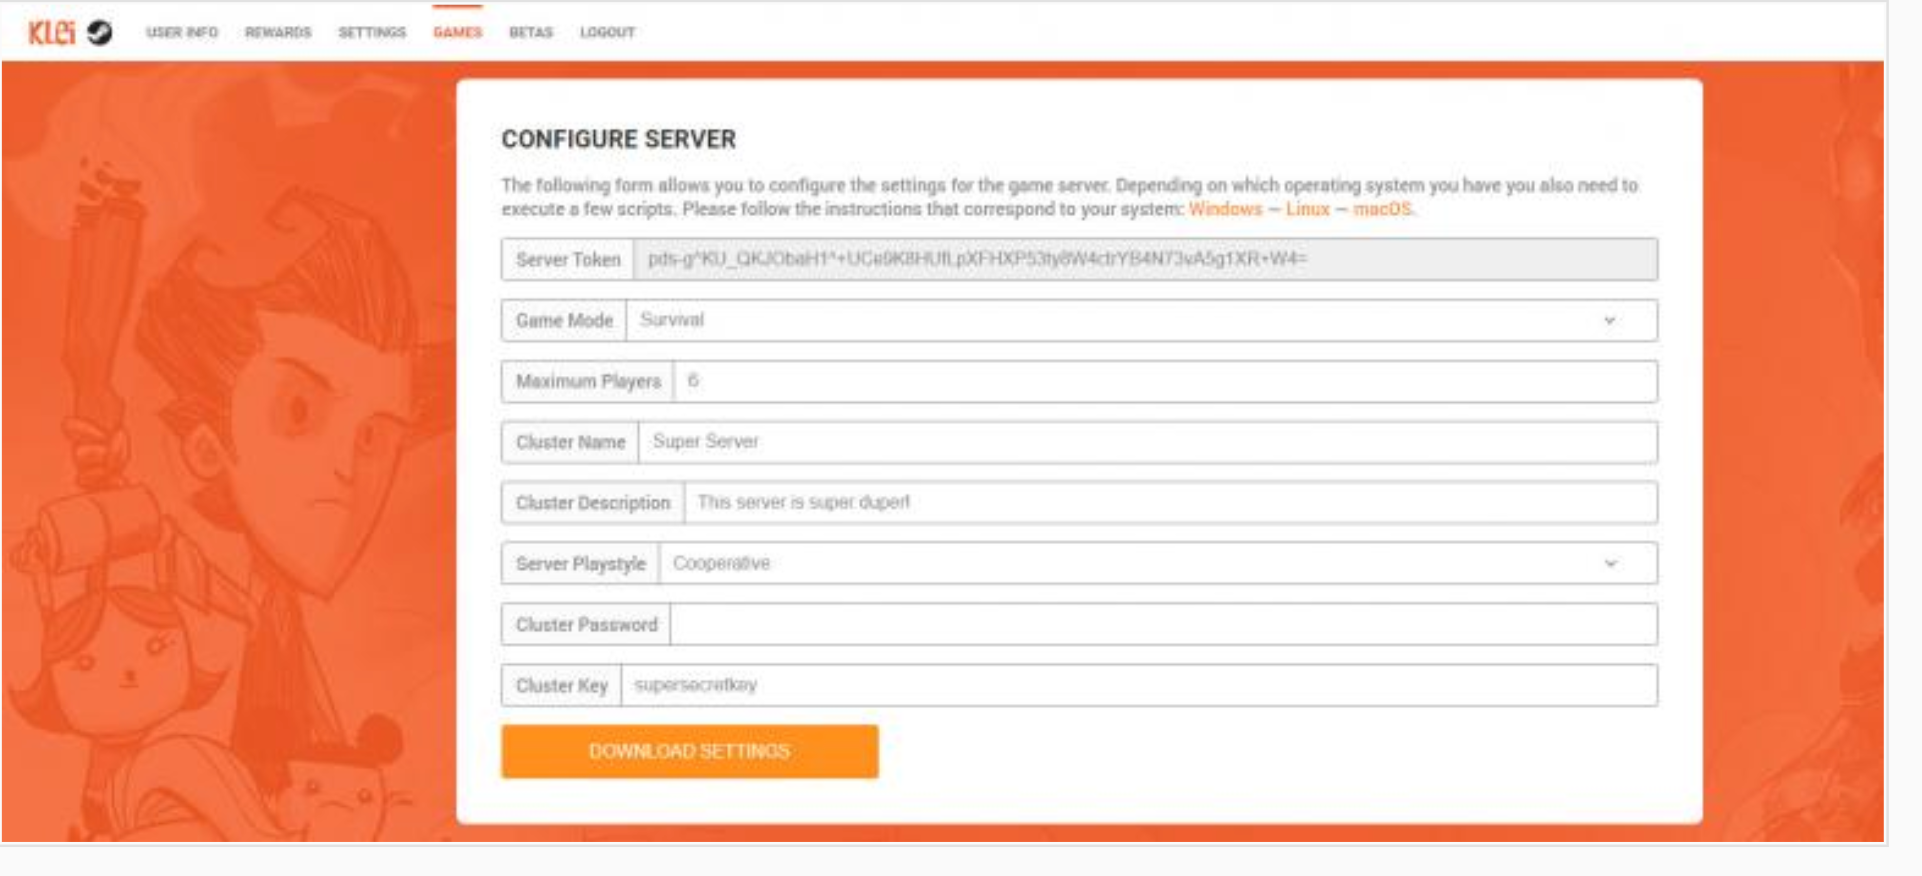 Klei
USER INFO REWARDS SETTINGS GAMES BETAS LOGOUT
CONFIGURE SERVER
The following form allows you to configure the settings for the game server. Depending on which operating system you have you also need to
execute a few scripts. Please follow the instructions that correspond to your system: Windows – Linux – macOS.
Server Token
Game Mode Survival
Maximum Players 6
Cluster Name Super Server
Cluster Description This server is super duper!
Server Playstyle Cooperative
Cluster Password
Cluster Key supersecretkey
DOWNLOAD SETTINGS